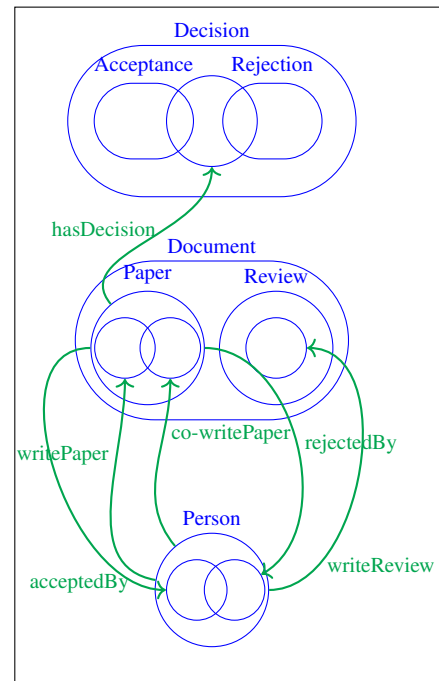 Decision
Acceptance Rejection
hasDecision
Document
Paper Review
co-writePaper
writePaper rejectedBy
Person
acceptedBy writeReview